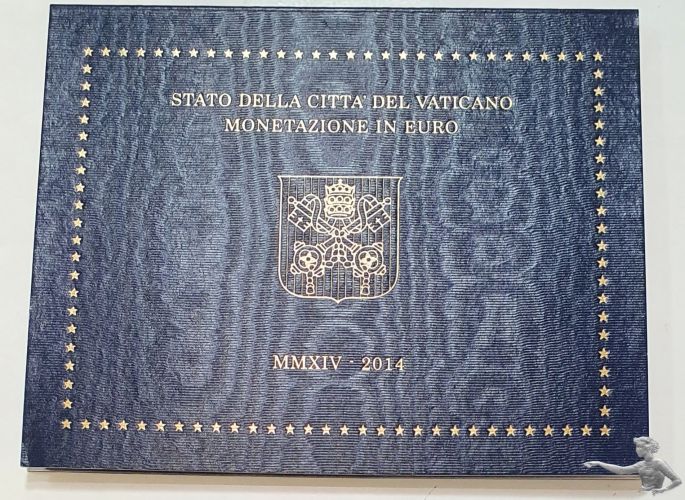 STATO DELLA CITTA' DEL VATICANO
MONETAZIONE IN EURO
MMXIV - 2014